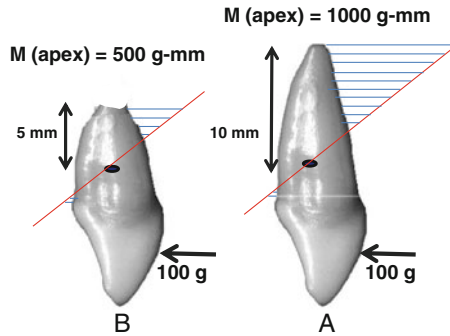 M (apex) = 500 g-mm
M (apex) = 1000 g-mm
5 mm
10 mm
100 g
100 g
B
A